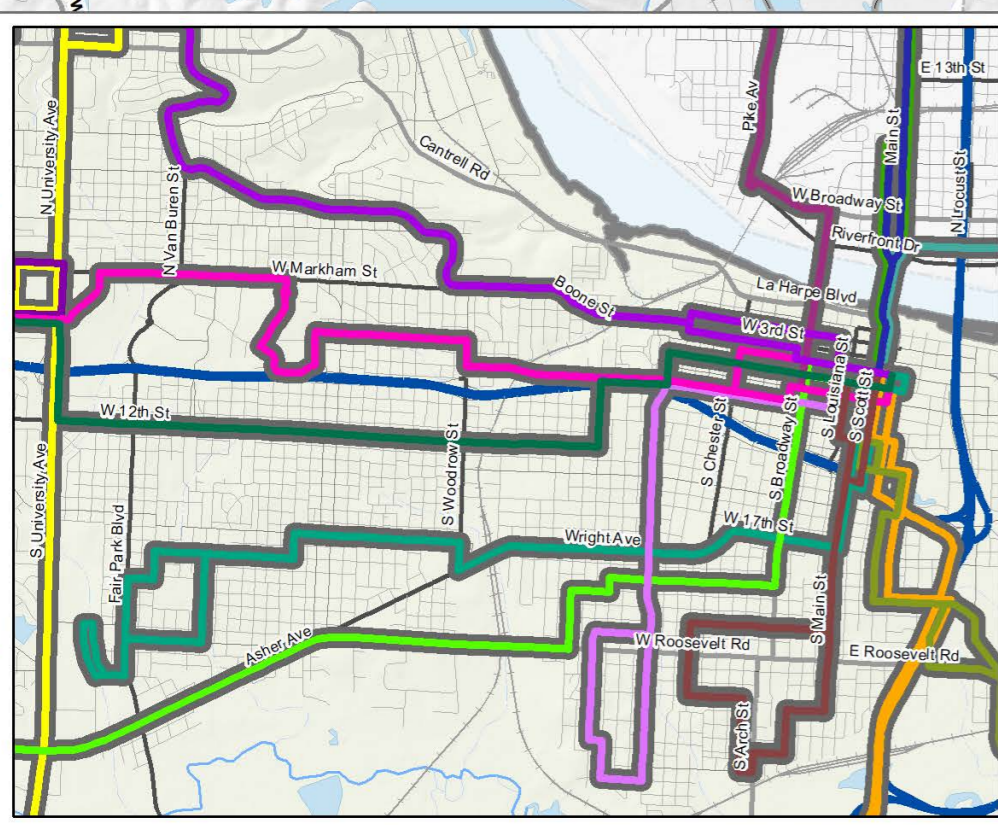 E 13th St
N University Ave
Pike Av
Main St
Cantrell Rd
N Locust St
N Van Buren St
W Broadway St
Riverfront Dr
W Markham St
La Harpe Blvd
Boone St
W 3rd St
S Louisiana St
S Scott St
W 12th St
S Chester St
S Broadway St
S University Ave
S Woodrow St
W 17th St
Wright Ave
Fair Park Blvd
S Main St
Asher Ave
W Roosevelt Rd
E Roosevelt Rd
S Arch St